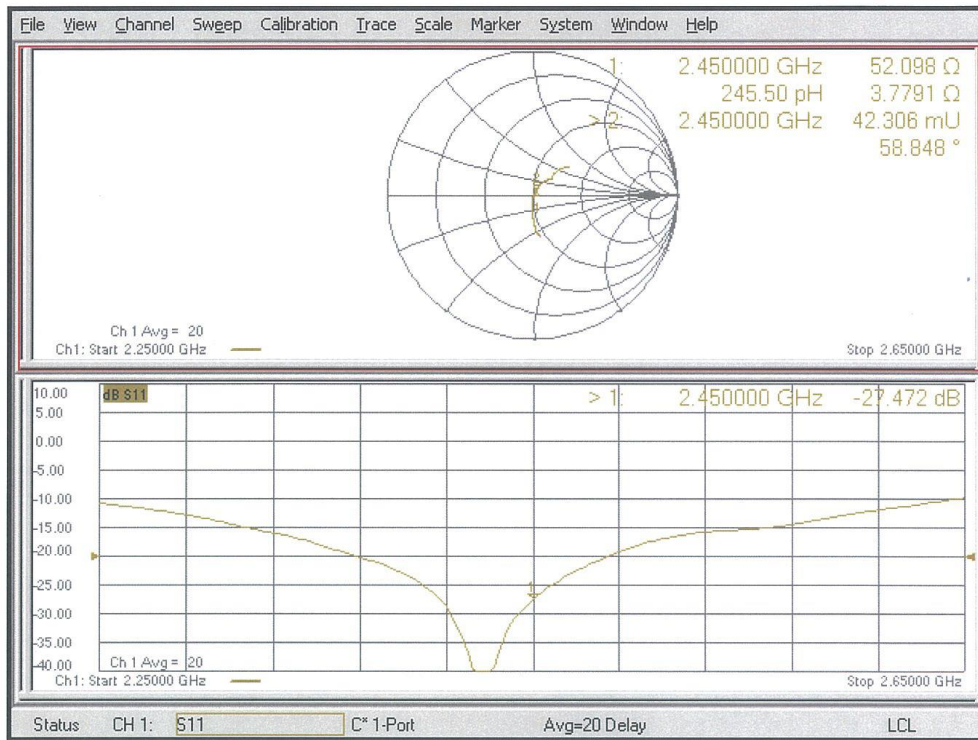 File View Channel Sweep Calibration Trace Scale Marker System Window Help
1: 2.450000 GHz 52.098 Ω
245.50 pH 3.7791 Ω
> 2: 2.450000 GHz 42.306 mU
58.848 °
Ch 1 Avg = 20
Ch1: Start 2.25000 GHz Stop 2.65000 GHz
10.00 dB S11 > 1: 2.450000 GHz -27.472 dB
5.00
0.00
-5.00
-10.00
-15.00
-20.00
-25.00
-30.00
-35.00
-40.00 Ch 1 Avg = 20
Ch1: Start 2.25000 GHz Stop 2.65000 GHz
Status CH 1: S11 C* 1-Port Avg=20 Delay LCL